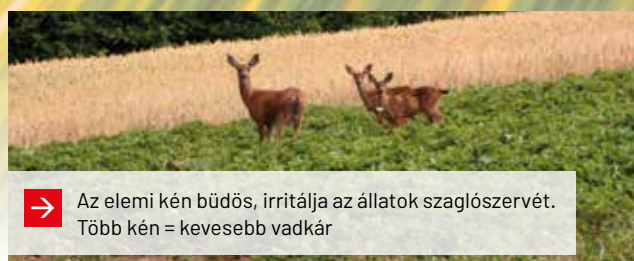 Az elemi kén büdös, irritálja az állatok szaglószervét.
Több kén = kevesebb vadkár